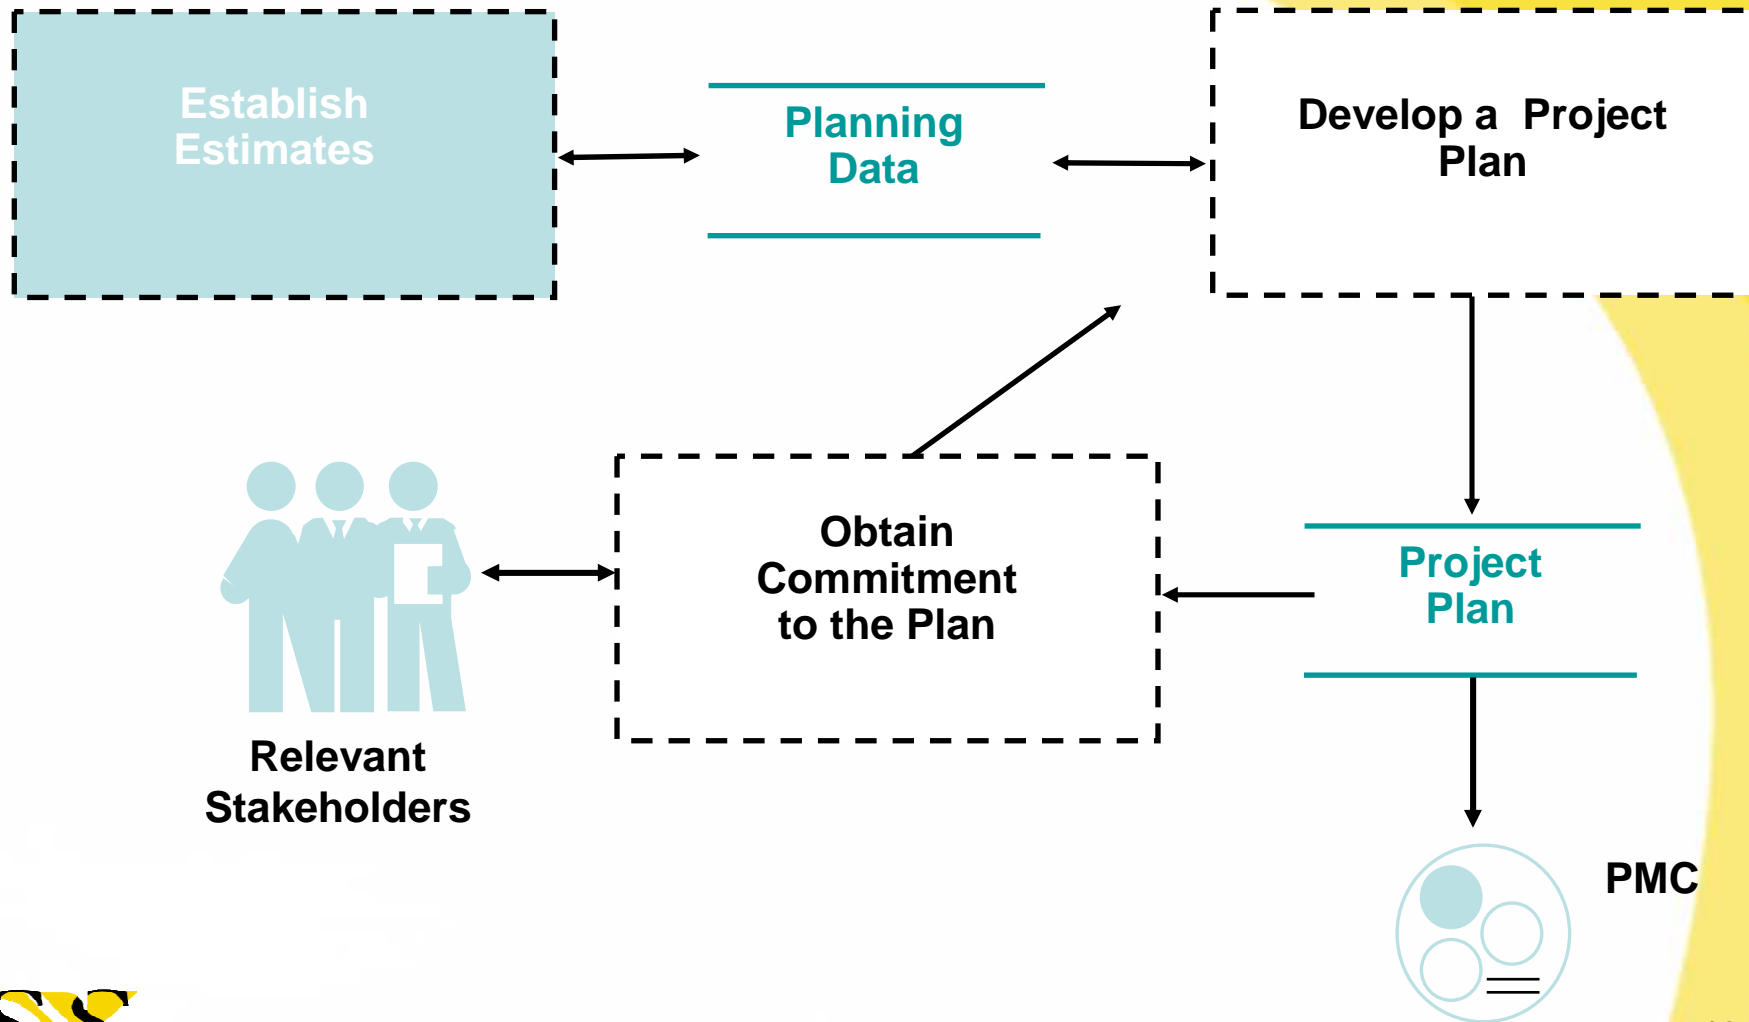 Establish
Estimates
Planning
Data
Develop a  Project
Plan
Obtain
Commitment
to the Plan
Project
Plan
Relevant
Stakeholders
PMC